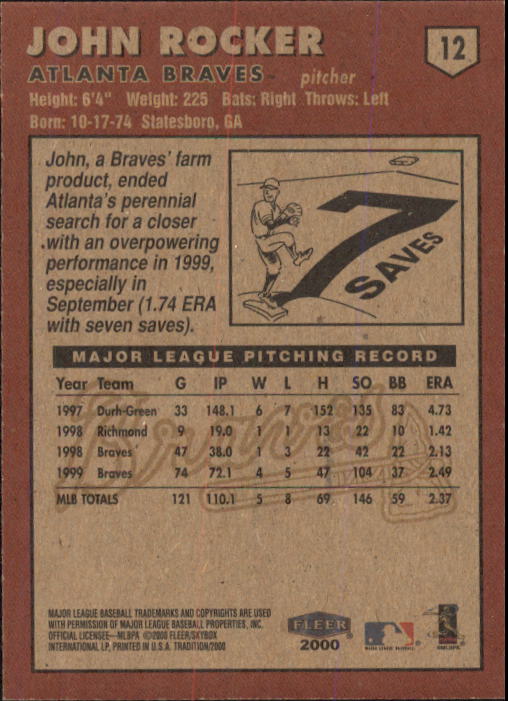 JOHN ROCKER
12
ATLANTA BRAVES™ pitcher
Height: 6'4" Weight: 225 Bats: Right Throws: Left
Born: 10-17-74 Statesboro, GA
John, a Braves' farm
product, ended
Atlanta's perennial
search for a closer
with an overpowering
performance in 1999,
especially in
September (1.74 ERA
with seven saves).
7
SAVES
MAJOR LEAGUE PITCHING RECORD
Year Team G IP W L H SO BB ERA
1997 Durh-Green 33 148.1 6 7 152 135 83 4.73
1998 Richmond 9 19.0 1 1 13 22 10 1.42
1998 Braves 47 38.0 1 3 22 42 22 2.13
1999 Braves 74 72.1 4 5 47 104 37 2.49
MLB TOTALS 121 110.1 5 8 69 146 59 2.37
Braves
MAJOR LEAGUE BASEBALL TRADEMARKS AND COPYRIGHTS ARE USED
WITH PERMISSION OF MAJOR LEAGUE BASEBALL PROPERTIES, INC.
OFFICIAL LICENSEE—MLBPA ©2000 FLEER/SKYBOX
INTERNATIONAL LP, PRINTED IN U.S.A. TRADITION/2000
FLEER
2000